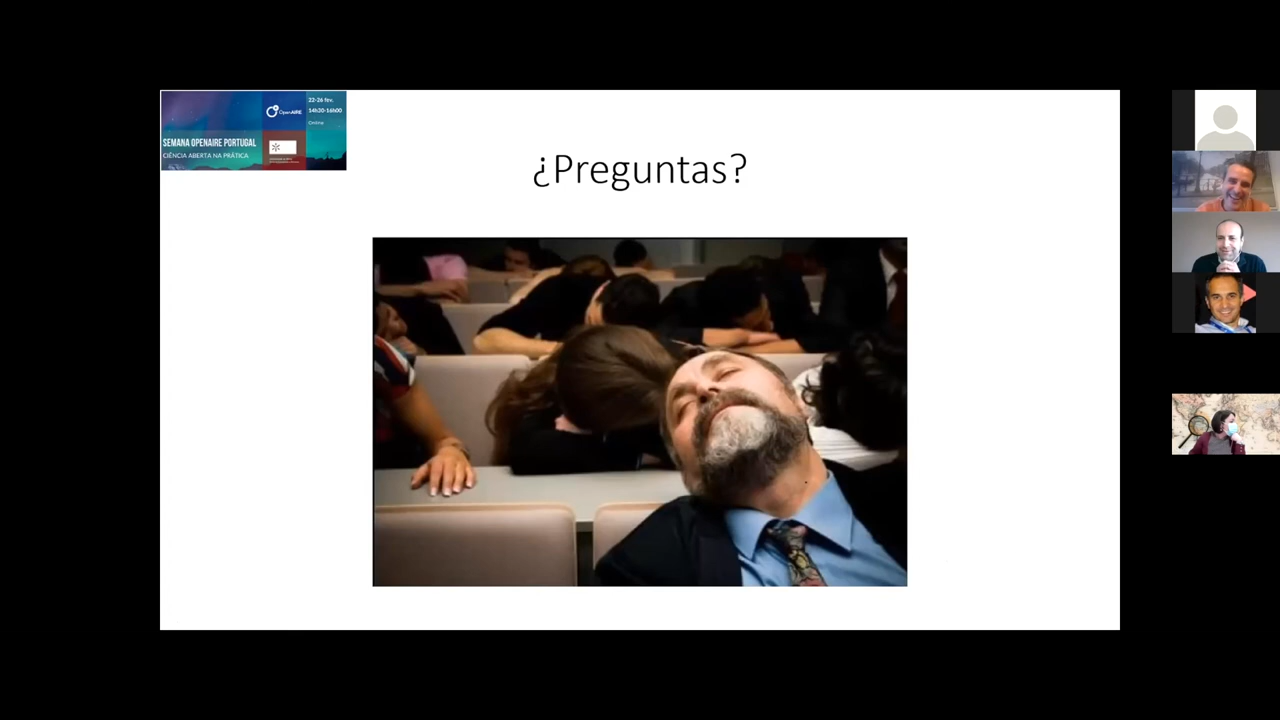 22-26 fev.
14h30-16h00
Online
OpenAIRE
SEMANA OPENAIRE PORTUGAL
CIÊNCIA ABERTA NA PRÁTICA
¿Preguntas?